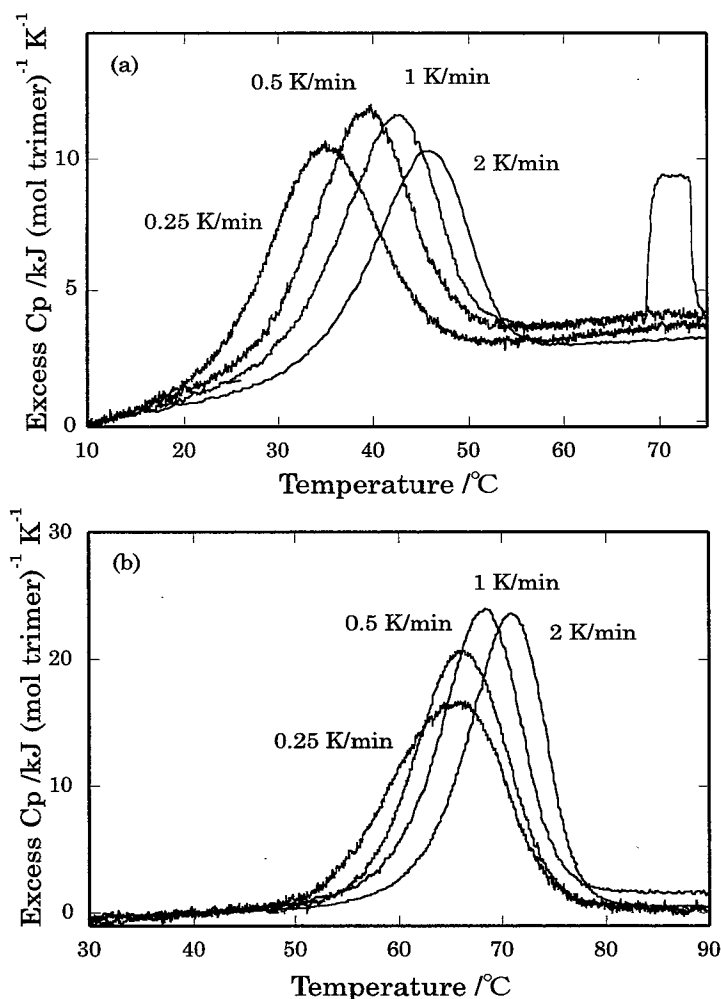 (a)
0.5 K/min
1 K/min
2 K/min
0.25 K/min
Excess Cp /kJ (mol trimer)⁻¹ K⁻¹
10
5
0
10 20 30 40 50 60 70
Temperature /℃
(b)
1 K/min
0.5 K/min
2 K/min
0.25 K/min
Excess Cp /kJ (mol trimer)⁻¹ K⁻¹
30
20
10
0
30 40 50 60 70 80 90
Temperature /℃